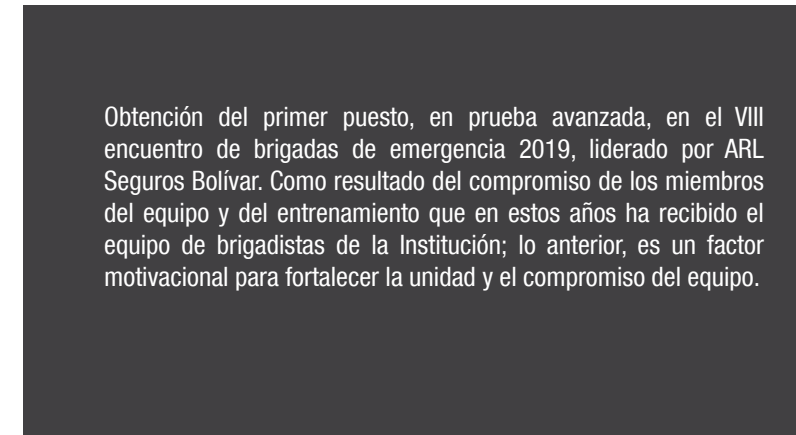 Obtención del primer puesto, en prueba avanzada, en el VIII
encuentro de brigadas de emergencia 2019, liderado por ARL
Seguros Bolívar. Como resultado del compromiso de los miembros
del equipo y del entrenamiento que en estos años ha recibido el
equipo de brigadistas de la Institución; lo anterior, es un factor
motivacional para fortalecer la unidad y el compromiso del equipo.